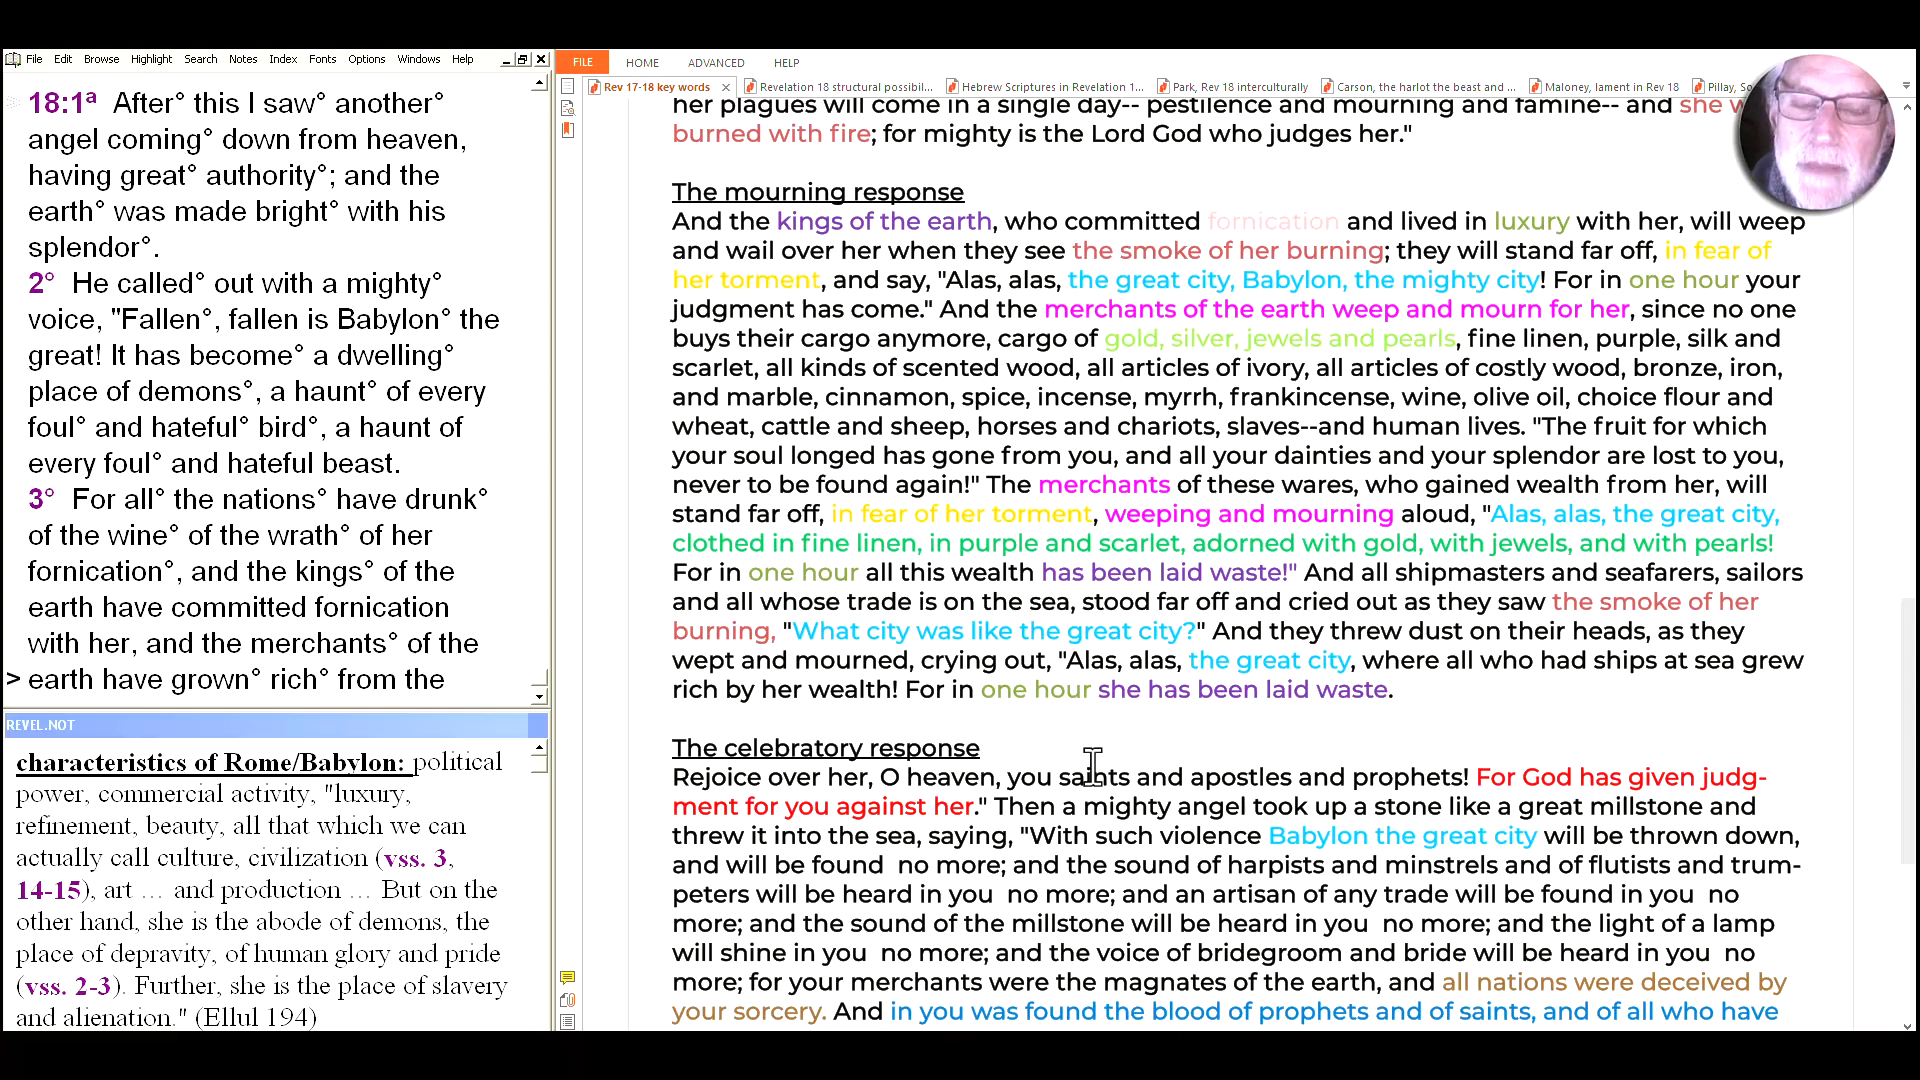 File Edit Browse Highlight Search Notes Index Fonts Options Windows Help
18:1ª After° this I saw° another°
angel coming° down from heaven,
having great° authority°; and the
earth° was made bright° with his
splendor°.
2° He called° out with a mighty°
voice, "Fallen°, fallen is Babylon° the
great! It has become° a dwelling°
place of demons°, a haunt° of every
foul° and hateful° bird°, a haunt of
every foul° and hateful beast.
3° For all° the nations° have drunk°
of the wine° of the wrath° of her
fornication°, and the kings° of the
earth have committed fornication
with her, and the merchants° of the
> earth have grown° rich° from the
REVEL.NOT
characteristics of Rome/Babylon: political
power, commercial activity, "luxury,
refinement, beauty, all that which we can
actually call culture, civilization (vss. 3,
14-15), art ... and production ... But on the
other hand, she is the abode of demons, the
place of depravity, of human glory and pride
(vss. 2-3). Further, she is the place of slavery
and alienation." (Ellul 194)
FILE HOME ADVANCED HELP
Rev 17-18 key words Revelation 18 structural possibil... Hebrew Scriptures in Revelation 1... Park, Rev 18 interculturally Carson, the harlot the beast and ... Maloney, lament in Rev 18 Pillay,
her plagues will come in a single day-- pestilence and mourning and famine-- and she
burned with fire; for mighty is the Lord God who judges her."
The mourning response
And the kings of the earth, who committed fornication and lived in luxury with her, will weep
and wail over her when they see the smoke of her burning; they will stand far off, in fear of
her torment, and say, "Alas, alas, the great city, Babylon, the mighty city! For in one hour your
judgment has come." And the merchants of the earth weep and mourn for her, since no one
buys their cargo anymore, cargo of gold, silver, jewels and pearls, fine linen, purple, silk and
scarlet, all kinds of scented wood, all articles of ivory, all articles of costly wood, bronze, iron,
and marble, cinnamon, spice, incense, myrrh, frankincense, wine, olive oil, choice flour and
wheat, cattle and sheep, horses and chariots, slaves--and human lives. "The fruit for which
your soul longed has gone from you, and all your dainties and your splendor are lost to you,
never to be found again!" The merchants of these wares, who gained wealth from her, will
stand far off, in fear of her torment, weeping and mourning aloud, "Alas, alas, the great city,
clothed in fine linen, in purple and scarlet, adorned with gold, with jewels, and with pearls!
For in one hour all this wealth has been laid waste!" And all shipmasters and seafarers, sailors
and all whose trade is on the sea, stood far off and cried out as they saw the smoke of her
burning, "What city was like the great city?" And they threw dust on their heads, as they
wept and mourned, crying out, "Alas, alas, the great city, where all who had ships at sea grew
rich by her wealth! For in one hour she has been laid waste.
The celebratory response
Rejoice over her, O heaven, you saints and apostles and prophets! For God has given judg-
ment for you against her." Then a mighty angel took up a stone like a great millstone and
threw it into the sea, saying, "With such violence Babylon the great city will be thrown down,
and will be found no more; and the sound of harpists and minstrels and of flutists and trum-
peters will be heard in you no more; and an artisan of any trade will be found in you no
more; and the sound of the millstone will be heard in you no more; and the light of a lamp
will shine in you no more; and the voice of bridegroom and bride will be heard in you no
more; for your merchants were the magnates of the earth, and all nations were deceived by
your sorcery. And in you was found the blood of prophets and of saints, and of all who have